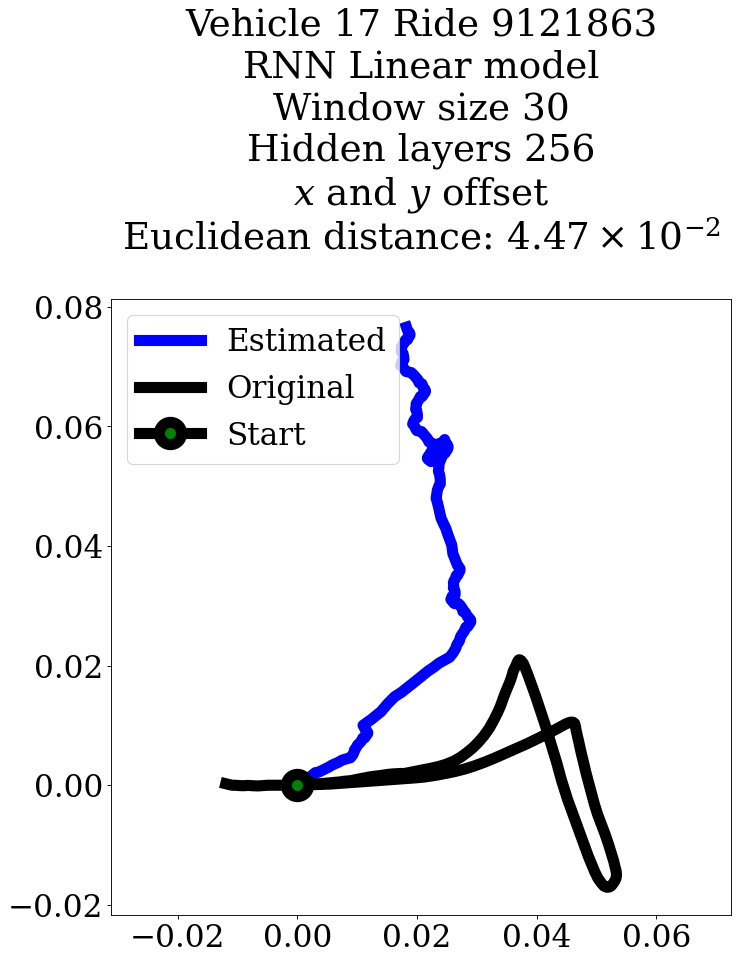 Vehicle 17 Ride 9121863
RNN Linear model
Window size 30
Hidden layers 256
x and y offset
Euclidean distance: 4.47 × 10⁻²
0.08
0.06
0.04
0.02
0.00
−0.02
Estimated
Original
Start
−0.02 0.00 0.02 0.04 0.06